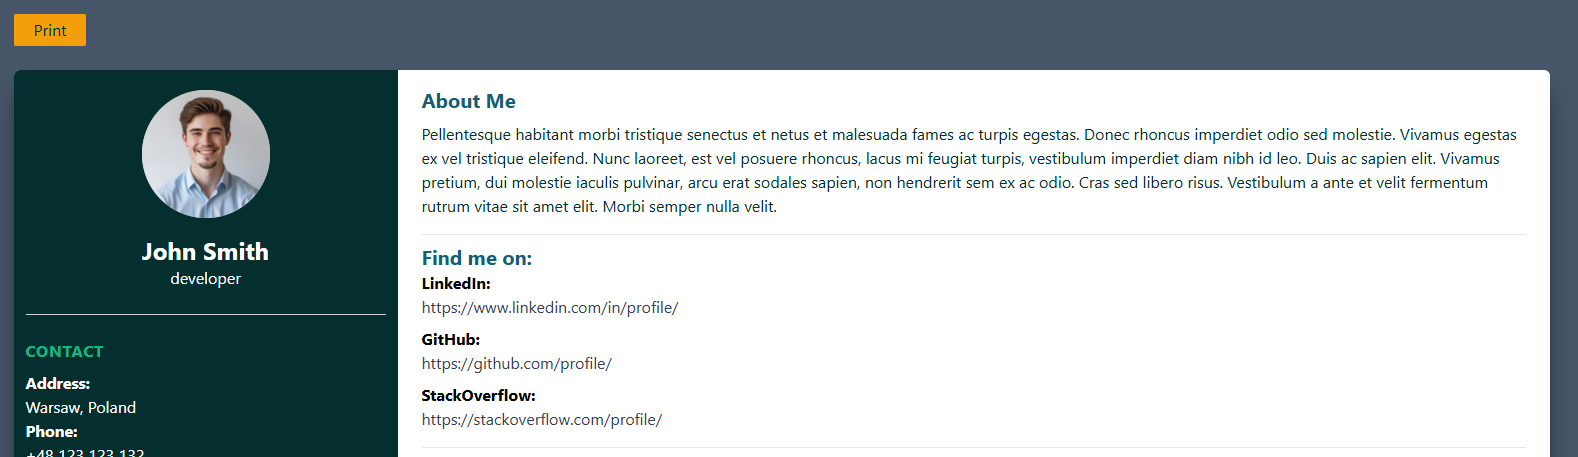 Print
John Smith
developer
CONTACT
Address:
Warsaw, Poland
Phone:
+48 123 123 132
About Me
Pellentesque habitant morbi tristique senectus et netus et malesuada fames ac turpis egestas. Donec rhoncus imperdiet odio sed molestie. Vivamus egestas
ex vel tristique eleifend. Nunc laoreet, est vel posuere rhoncus, lacus mi feugiat turpis, vestibulum imperdiet diam nibh id leo. Duis ac sapien elit. Vivamus
pretium, dui molestie iaculis pulvinar, arcu erat sodales sapien, non hendrerit sem ex ac odio. Cras sed libero risus. Vestibulum a ante et velit fermentum
rutrum vitae sit amet elit. Morbi semper nulla velit.
Find me on:
LinkedIn:
https://www.linkedin.com/in/profile/
GitHub:
https://github.com/profile/
StackOverflow:
https://stackoverflow.com/profile/